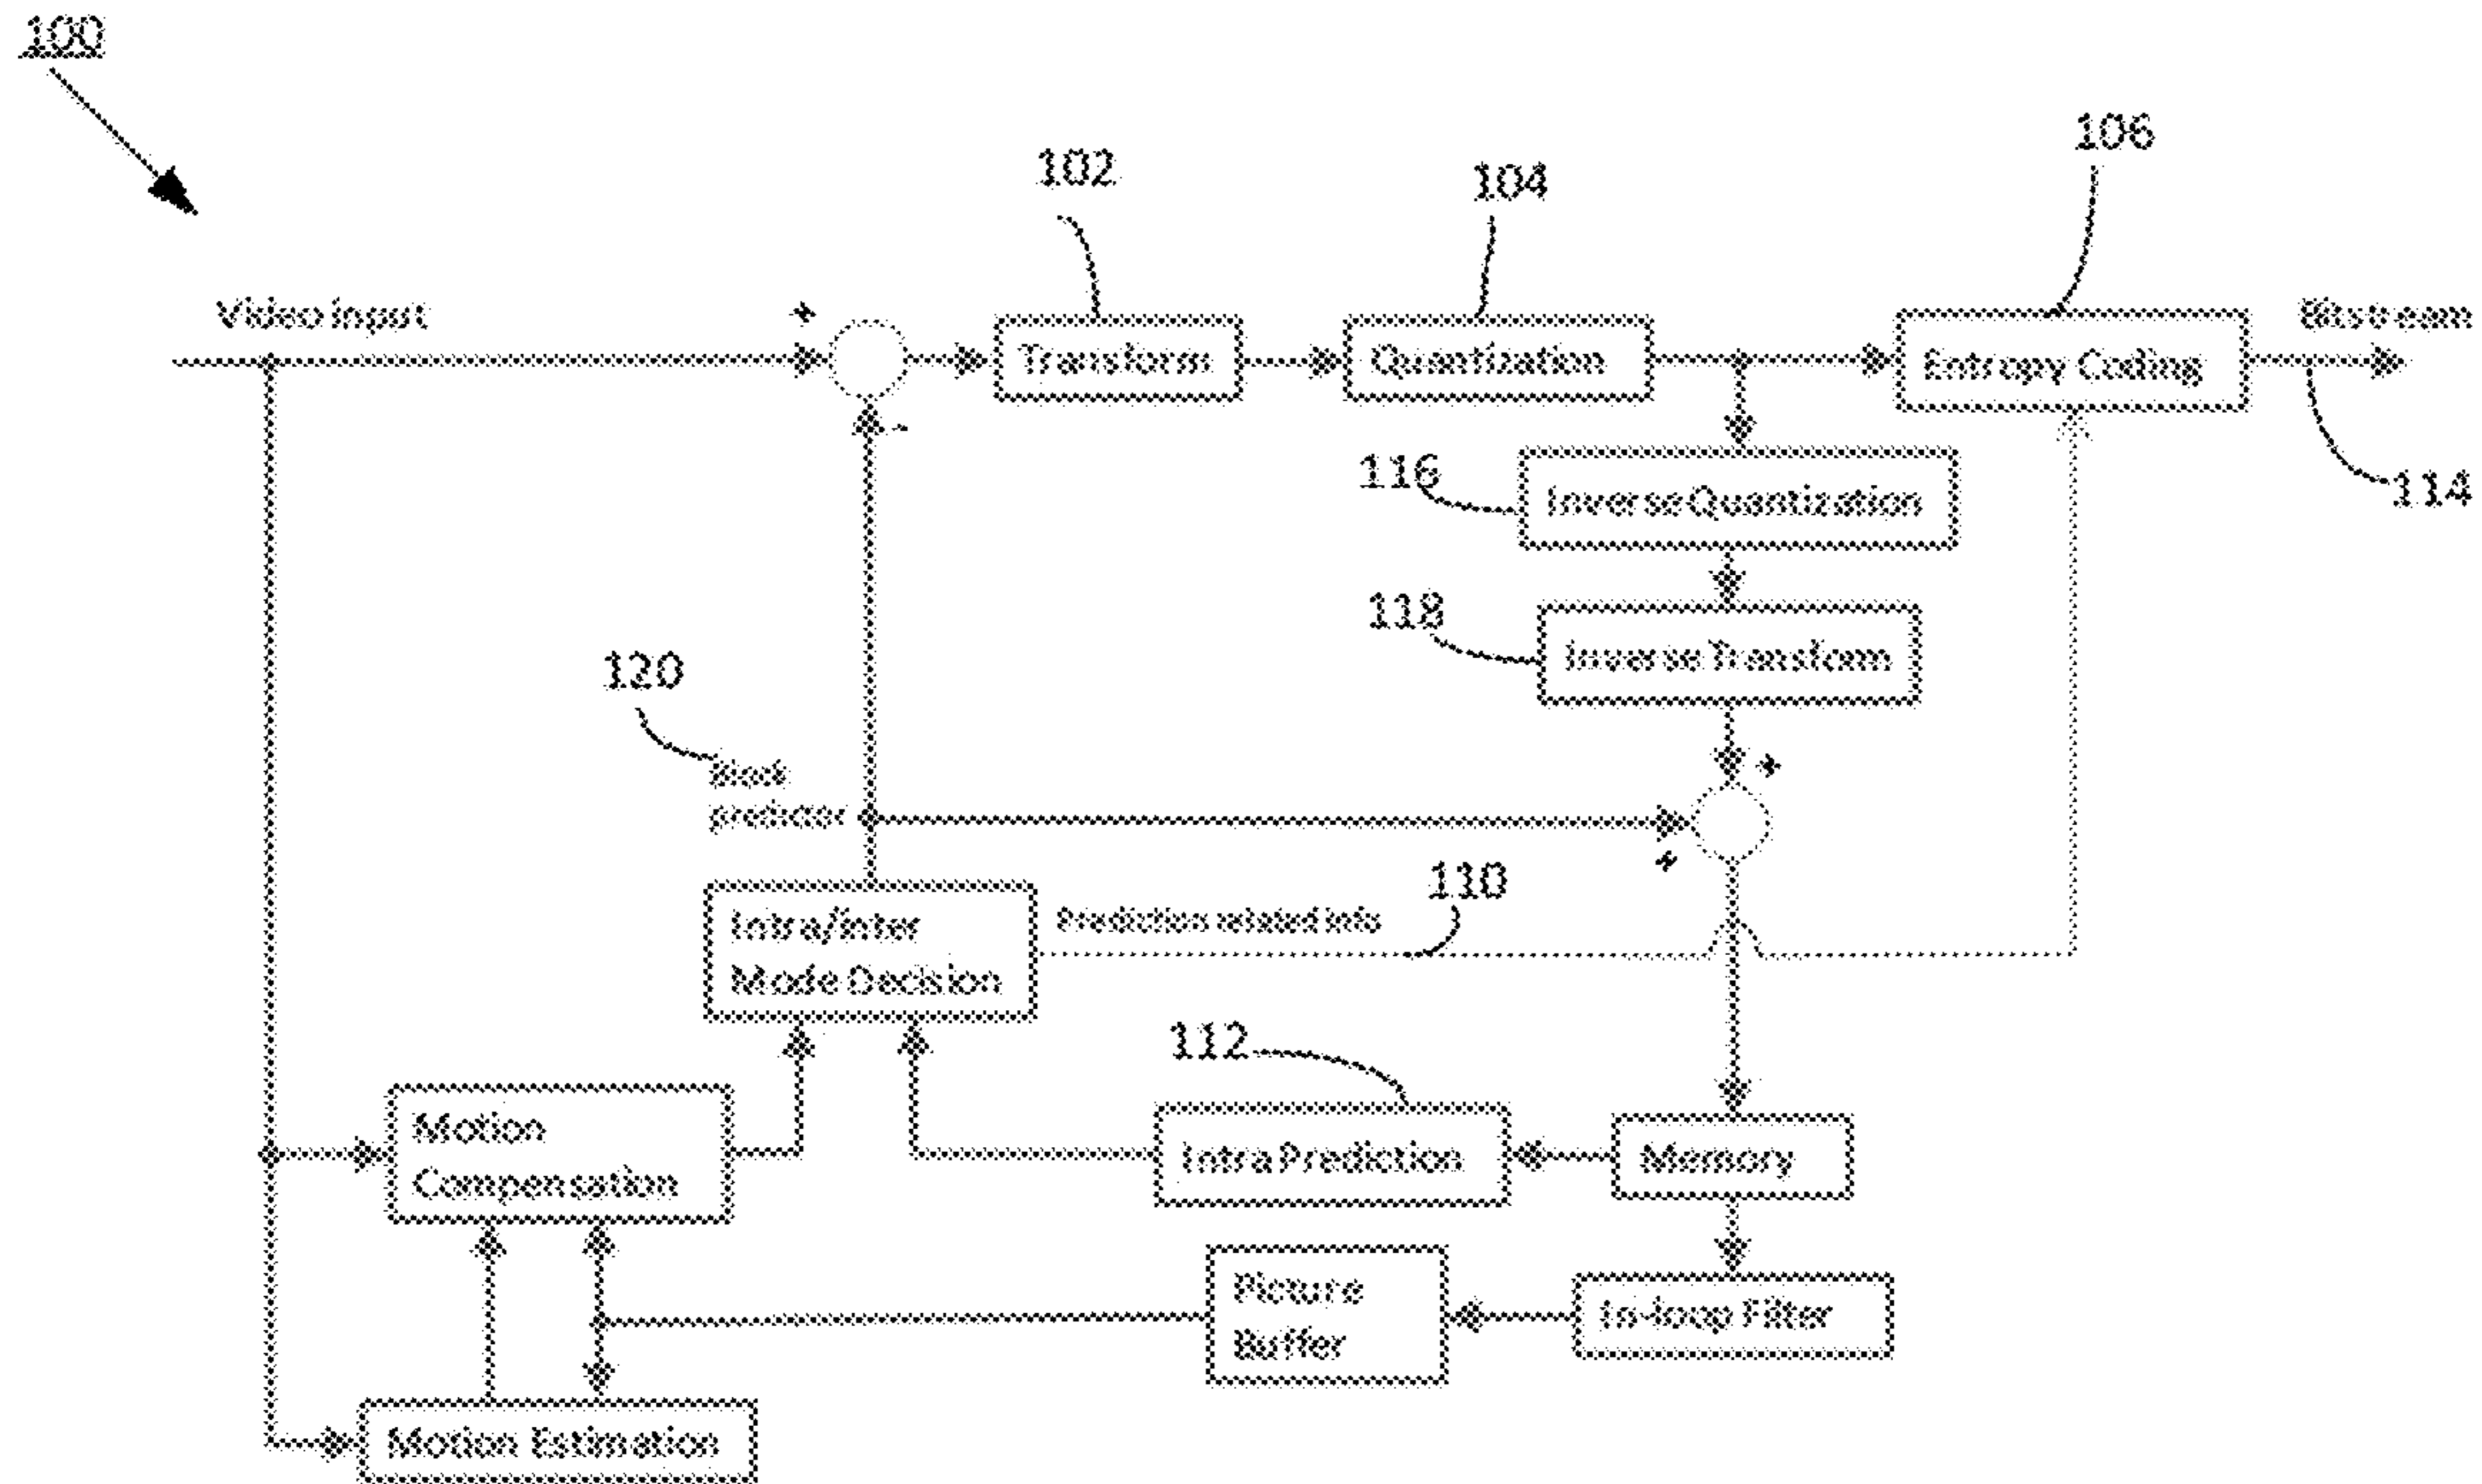 100
106
102
104
Video input
+
Bitstream
Transform
Quantization
Entropy Coding
-
116
Inverse Quantization
114
118
Inverse Transform
120
Block
predictor
+
+
110
Intra/Inter
Mode Decision
Prediction related info
112
Motion
Compensation
Intra Prediction
Memory
Picture
Buffer
In-loop Filter
Motion Estimation